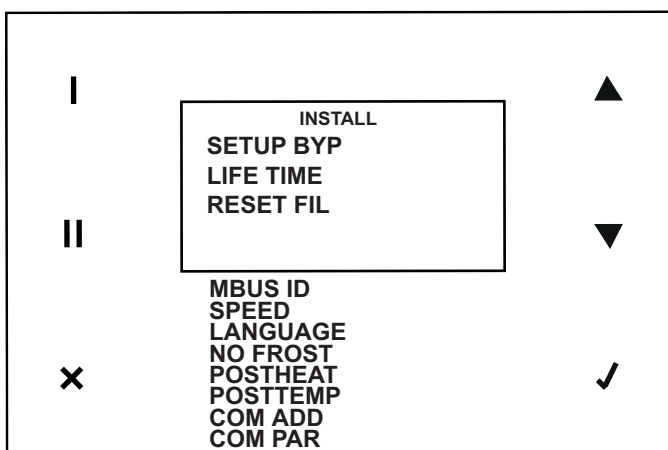 I
INSTALL
SETUP BYP
LIFE TIME
RESET FIL
II
MBUS ID
SPEED
LANGUAGE
NO FROST
POSTHEAT
POSTTEMP
COM ADD
COM PAR